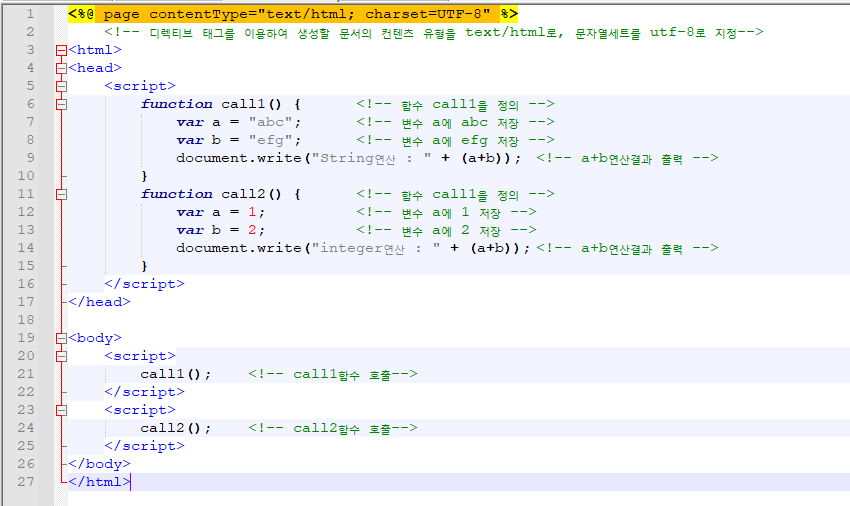 1 <%@ page contentType="text/html; charset=UTF-8" %>
2 <!-- 디렉티브 태그를 이용하여 생성할 문서의 컨텐츠 유형을 text/html로, 문자열세트를 utf-8로 지정-->
3 <html>
4 <head>
5 <script>
6 function call1() { <!-- 함수 call1을 정의 -->
7 var a = "abc"; <!-- 변수 a에 abc 저장 -->
8 var b = "efg"; <!-- 변수 a에 efg 저장 -->
9 document.write("String연산 : " + (a+b)); <!-- a+b연산결과 출력 -->
10 }
11 function call2() { <!-- 함수 call1을 정의 -->
12 var a = 1; <!-- 변수 a에 1 저장 -->
13 var b = 2; <!-- 변수 a에 2 저장 -->
14 document.write("integer연산 : " + (a+b)); <!-- a+b연산결과 출력 -->
15 }
16 </script>
17 </head>
18
19 <body>
20 <script>
21 call1(); <!-- call1함수 호출-->
22 </script>
23 <script>
24 call2(); <!-- call2함수 호출-->
25 </script>
26 </body>
27 </html>